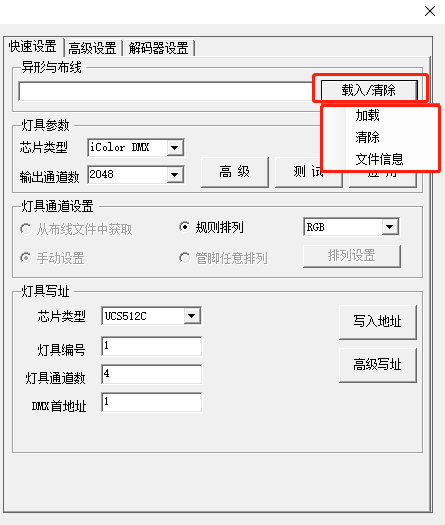 快速设置 高级设置 解码器设置
异形与布线
载入/清除
加载
清除
文件信息
灯具参数
芯片类型 iColor DMX
输出通道数 2048 高 级 测 试
灯具通道设置
从布线文件中获取 规则排列 RGB
手动设置 管脚任意排列 排列设置
灯具写址
芯片类型 UCS512C 写入地址
灯具编号 1
灯具通道数 4 高级写址
DMX首地址 1